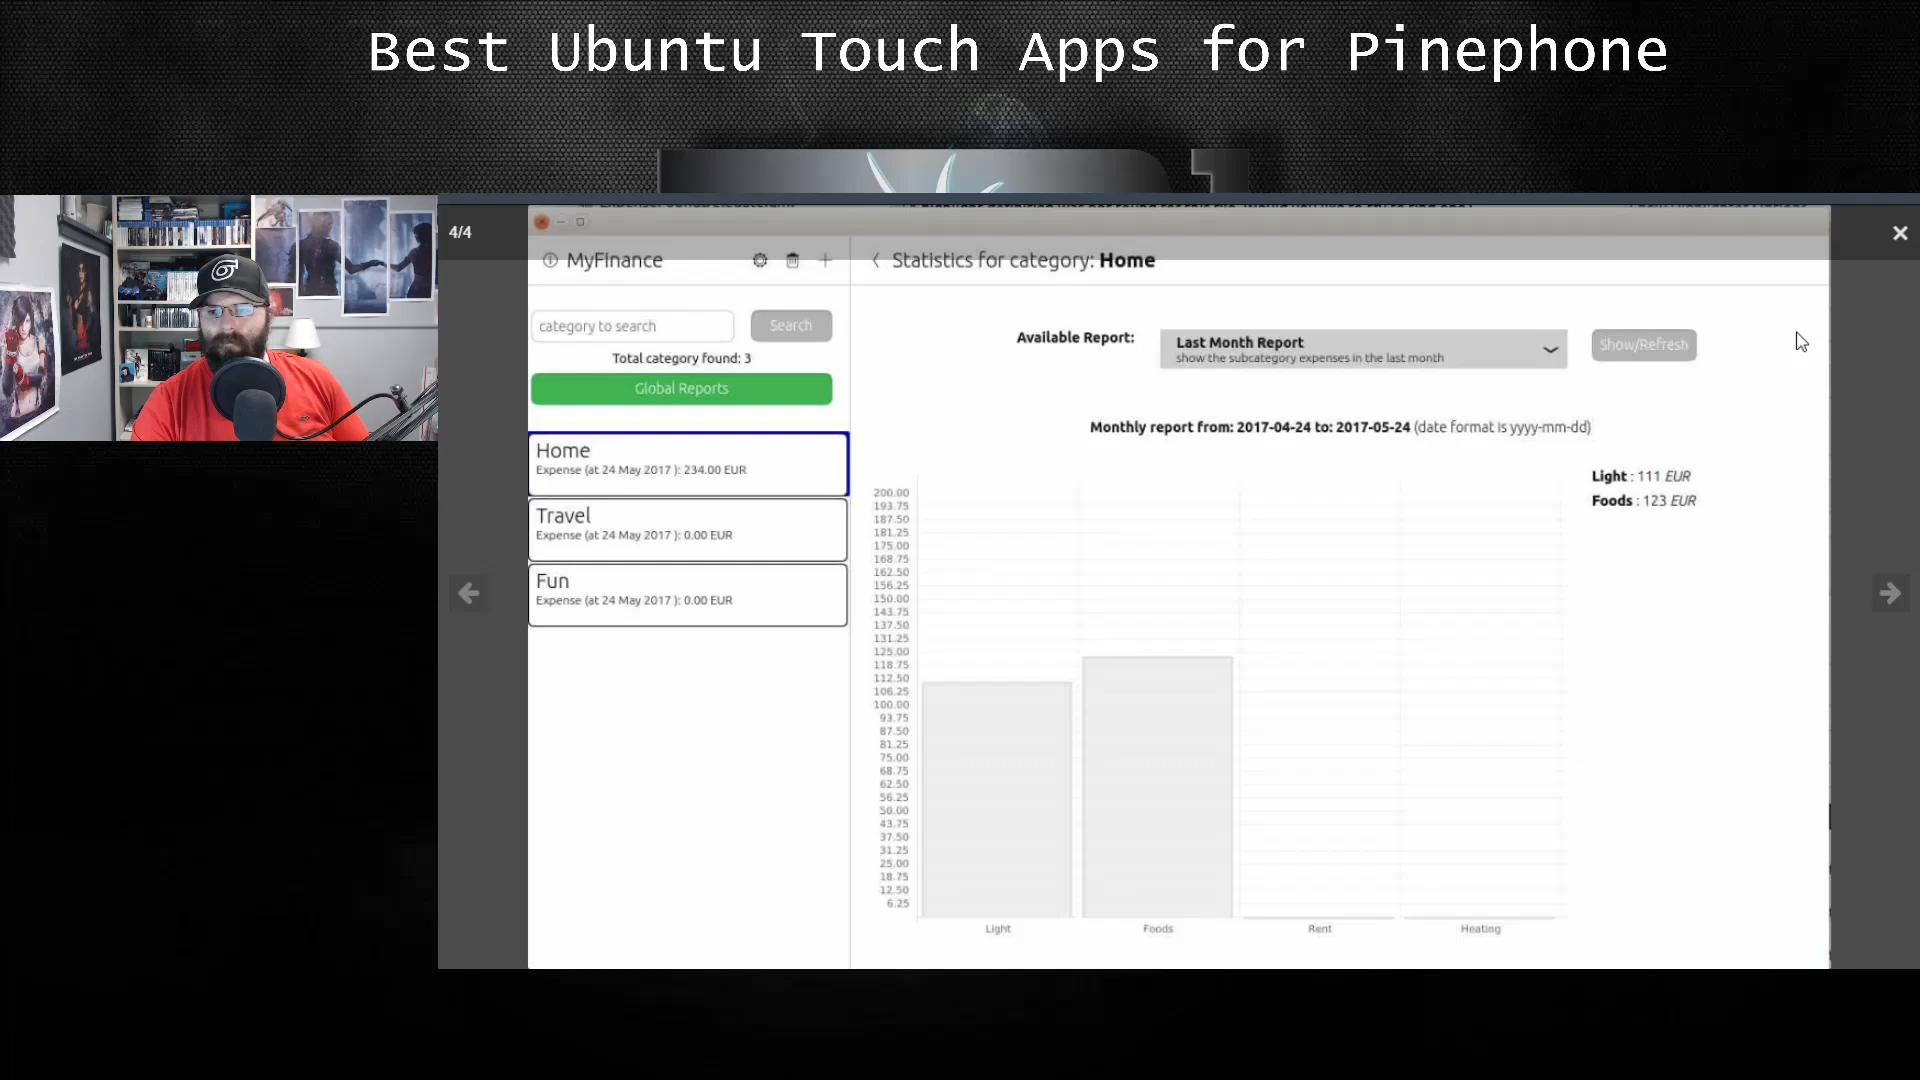 Best Ubuntu Touch Apps for Pinephone
4/4
MyFinance
Statistics for category: Home
category to search
Search
Total category found: 3
Global Reports
Available Report:
Last Month Report
show the subcategory expenses in the last month
Show/Refresh
Home
Expense (at 24 May 2017 ): 234.00 EUR
Travel
Expense (at 24 May 2017 ): 0.00 EUR
Fun
Expense (at 24 May 2017 ): 0.00 EUR
Monthly report from: 2017-04-24 to: 2017-05-24 (date format is yyyy-mm-dd)
Light : 111 EUR
Foods : 123 EUR
200.00
193.75
187.50
181.25
175.00
168.75
162.50
156.25
150.00
143.75
137.50
131.25
125.00
118.75
112.50
106.25
100.00
93.75
87.50
81.25
75.00
68.75
62.50
56.25
50.00
43.75
37.50
31.25
25.00
18.75
12.50
6.25
Light
Foods
Rent
Heating